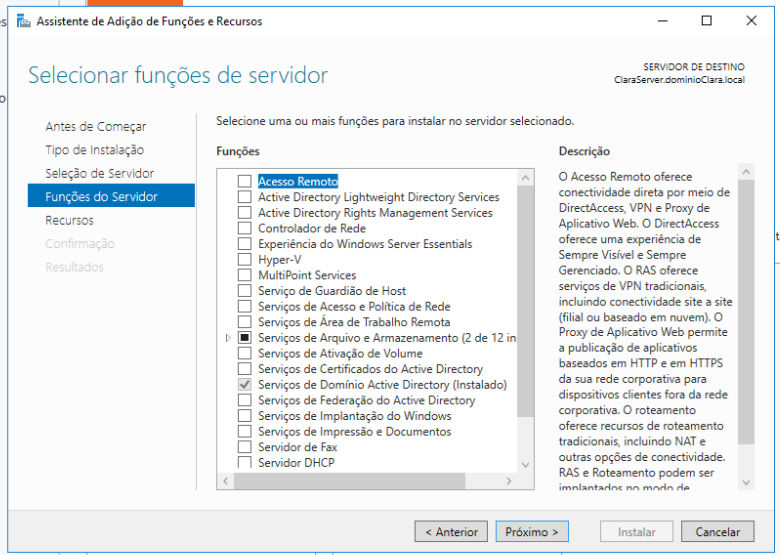 Assistente de Adição de Funções e Recursos
Selecionar funções de servidor
SERVIDOR DE DESTINO
ClaraServer.dominioClara.local
Antes de Começar
Tipo de Instalação
Seleção de Servidor
Funções do Servidor
Recursos
Confirmação
Resultados
Selecione uma ou mais funções para instalar no servidor selecionado.
Funções
Acesso Remoto
Active Directory Lightweight Directory Services
Active Directory Rights Management Services
Controlador de Rede
Experiência do Windows Server Essentials
Hyper-V
MultiPoint Services
Serviço de Guardião de Host
Serviços de Acesso e Política de Rede
Serviços de Área de Trabalho Remota
Serviços de Arquivo e Armazenamento (2 de 12 in
Serviços de Ativação de Volume
Serviços de Certificados do Active Directory
Serviços de Domínio Active Directory (Instalado)
Serviços de Federação do Active Directory
Serviços de Implantação do Windows
Serviços de Impressão e Documentos
Servidor de Fax
Servidor DHCP
Descrição
O Acesso Remoto oferece
conectividade direta por meio de
DirectAccess, VPN e Proxy de
Aplicativo Web. O DirectAccess
oferece uma experiência de
Sempre Visível e Sempre
Gerenciado. O RAS oferece
serviços de VPN tradicionais,
incluindo conectividade site a site
(filial ou baseado em nuvem). O
Proxy de Aplicativo Web permite
a publicação de aplicativos
baseados em HTTP e em HTTPS
da sua rede corporativa para
dispositivos clientes fora da rede
corporativa. O roteamento
oferece recursos de roteamento
tradicionais, incluindo NAT e
outras opções de conectividade.
RAS e Roteamento podem ser
implantados no modo de
< Anterior
Próximo >
Instalar
Cancelar